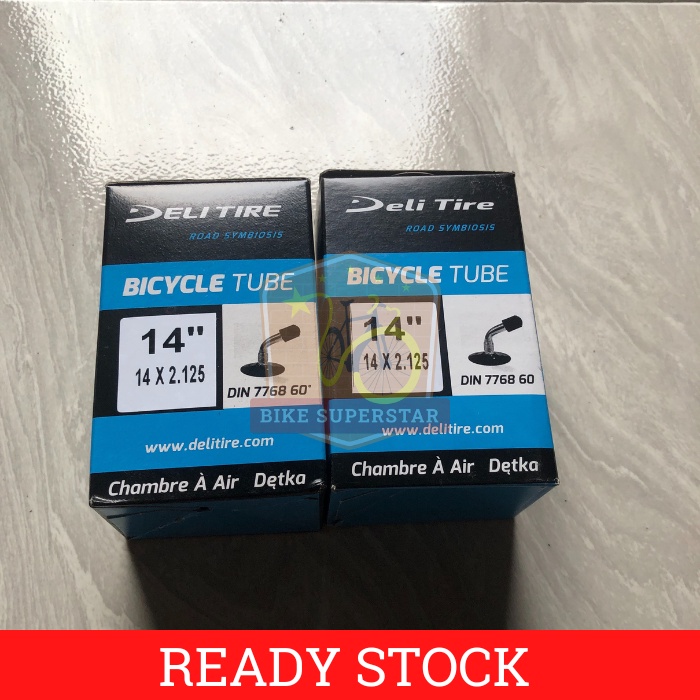 DELI TIRE
ROAD SYMBIOSIS
BICYCLE TUBE
14"
14 X 2.125
DIN 7768 60°
www.delitire.com
Chambre À Air Dętka
Deli Tire
ROAD SYMBIOSIS
BICYCLE TUBE
14"
14 X 2.125
DIN 7768 60
www.delitire.com
Chambre À Air Dętka
BIKE SUPERSTAR
READY STOCK